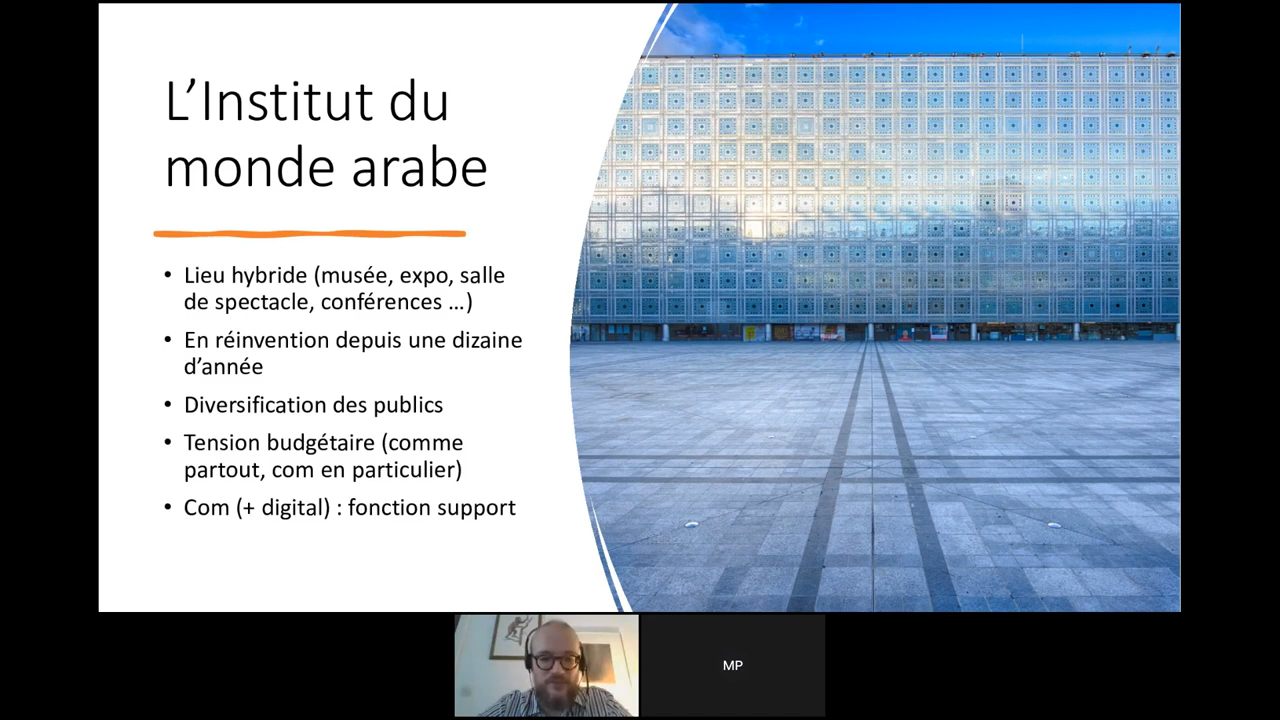 L’Institut du
monde arabe
• Lieu hybride (musée, expo, salle
de spectacle, conférences …)
• En réinvention depuis une dizaine
d’année
• Diversification des publics
• Tension budgétaire (comme
partout, com en particulier)
• Com (+ digital) : fonction support
MP